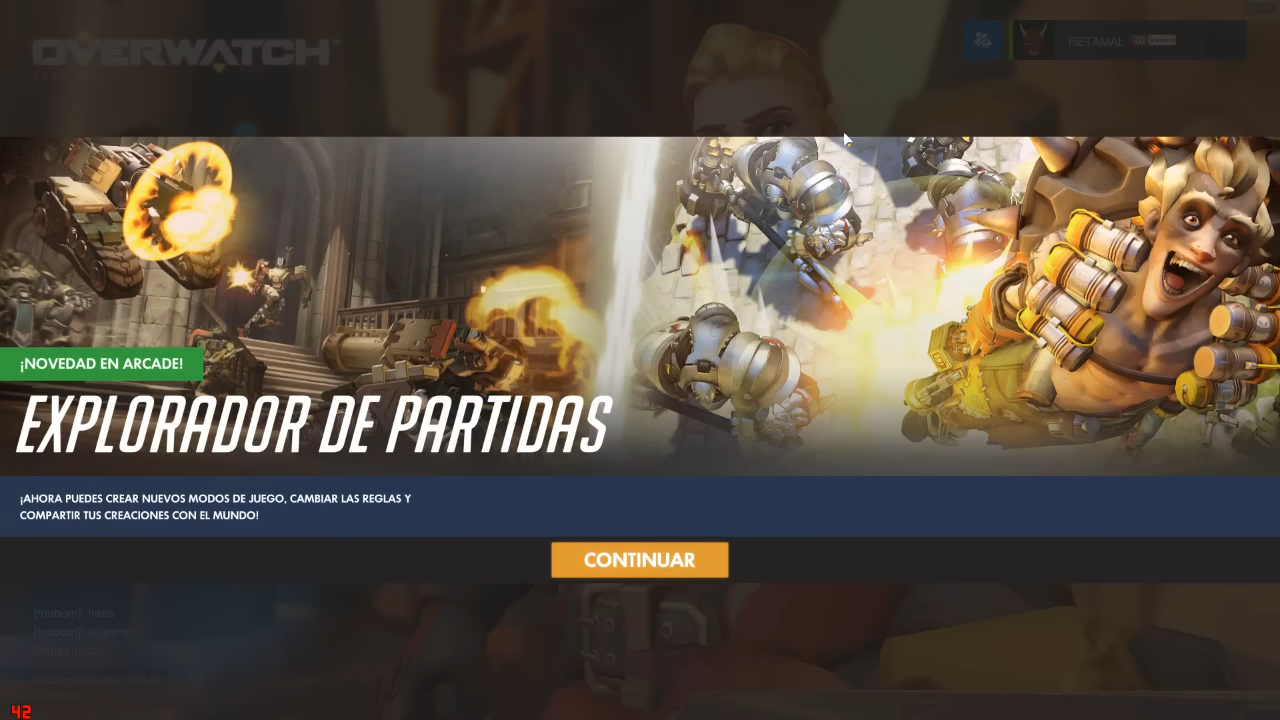 OVERWATCH
RETAMAL
¡NOVEDAD EN ARCADE!
EXPLORADOR DE PARTIDAS
¡AHORA PUEDES CREAR NUEVOS MODOS DE JUEGO, CAMBIAR LAS REGLAS Y
COMPARTIR TUS CREACIONES CON EL MUNDO!
CONTINUAR
42